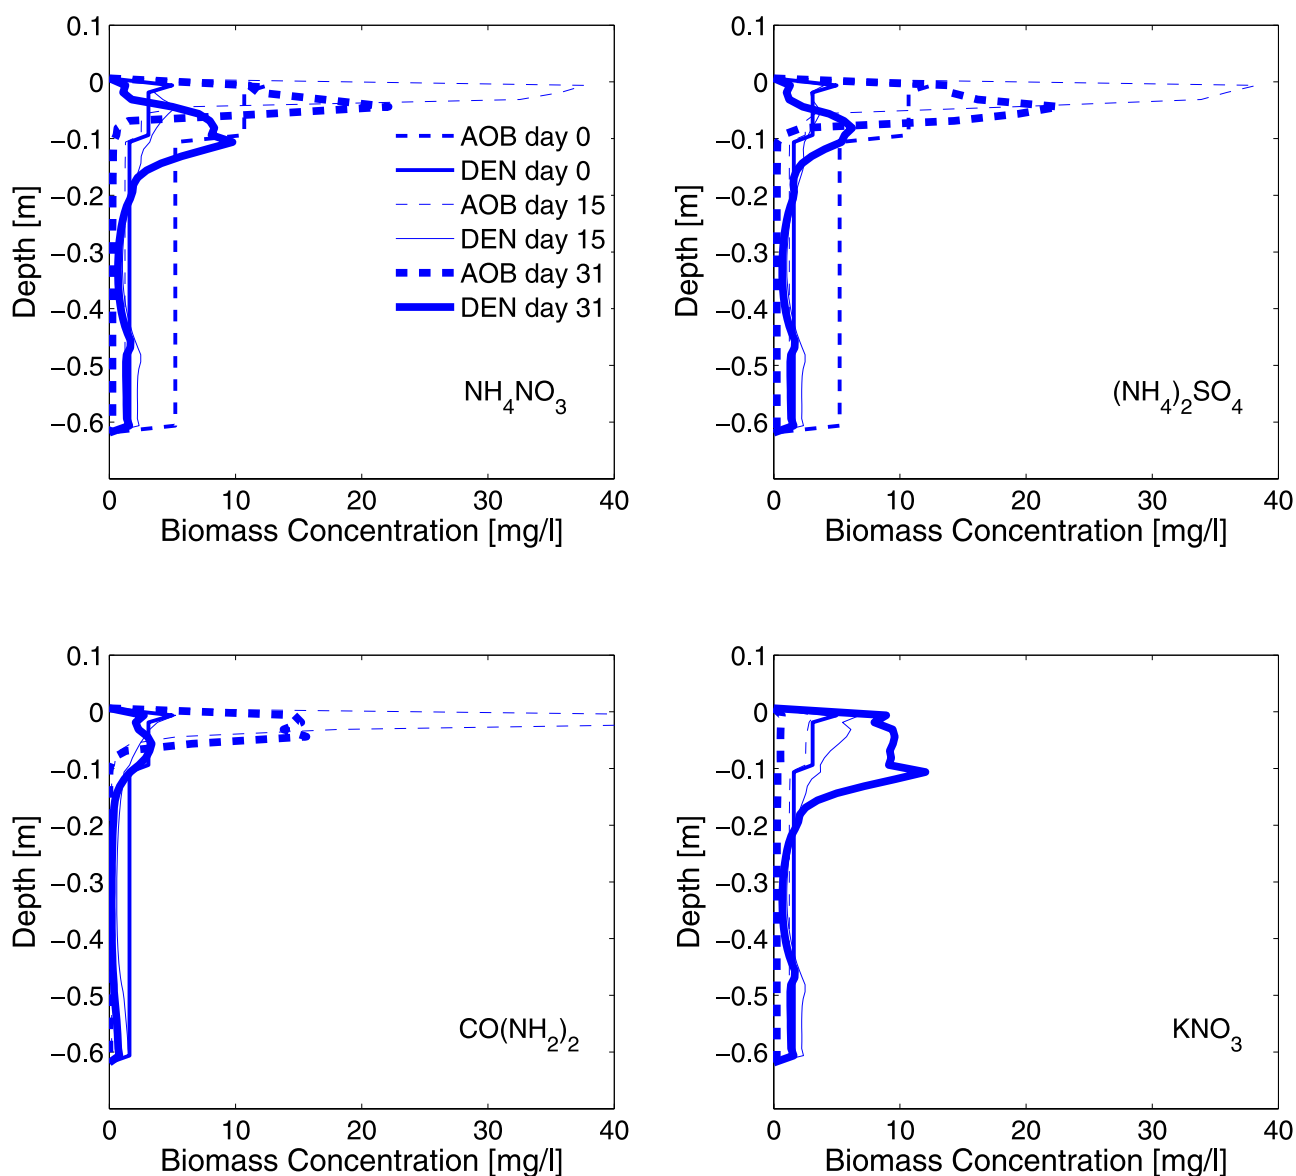 0.1
0
−0.1
−0.2
−0.3
−0.4
−0.5
−0.6
Depth [m]
0 10 20 30 40
Biomass Concentration [mg/l]
AOB day 0
DEN day 0
AOB day 15
DEN day 15
AOB day 31
DEN day 31
NH4NO3
0.1
0
−0.1
−0.2
−0.3
−0.4
−0.5
−0.6
Depth [m]
0 10 20 30 40
Biomass Concentration [mg/l]
(NH4)2SO4
0.1
0
−0.1
−0.2
−0.3
−0.4
−0.5
−0.6
Depth [m]
0 10 20 30 40
Biomass Concentration [mg/l]
CO(NH2)2
0.1
0
−0.1
−0.2
−0.3
−0.4
−0.5
−0.6
Depth [m]
0 10 20 30 40
Biomass Concentration [mg/l]
KNO3